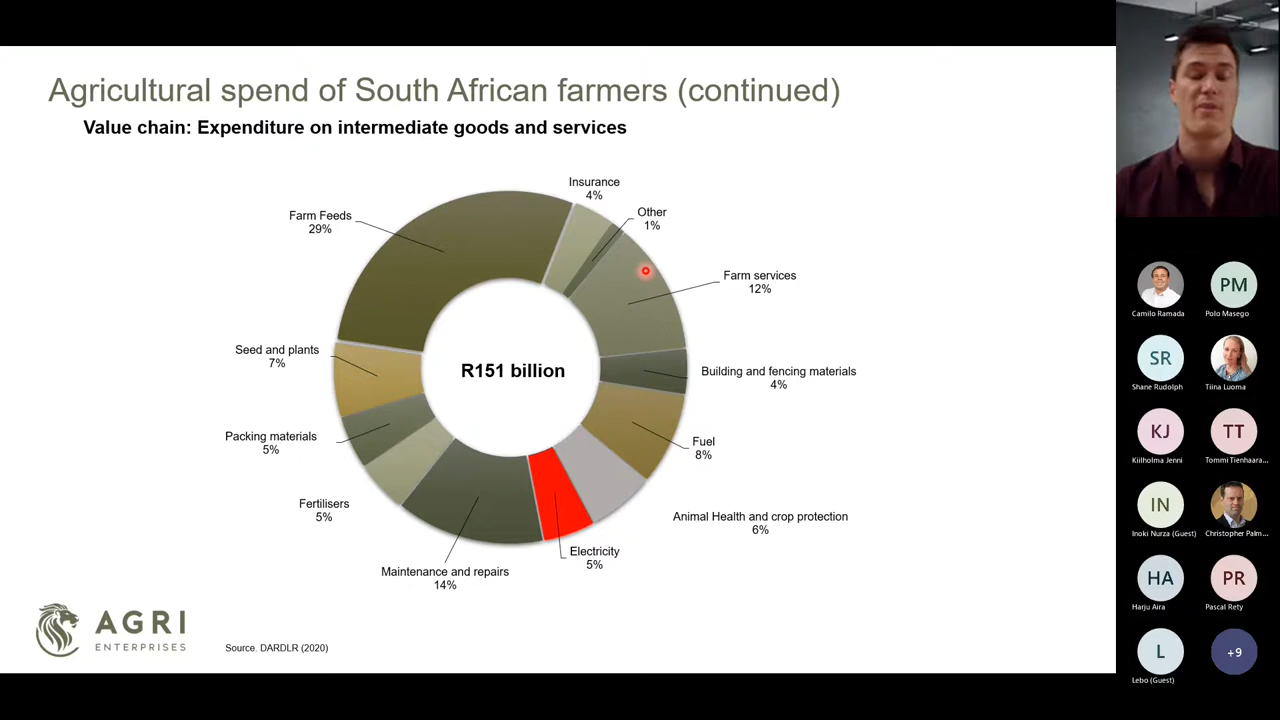 Agricultural spend of South African farmers (continued)
Value chain: Expenditure on intermediate goods and services
Insurance
4%
Other
1%
Farm Feeds
29%
Farm services
12%
Seed and plants
7%
R151 billion
Building and fencing materials
4%
Packing materials
5%
Fuel
8%
Fertilisers
5%
Animal Health and crop protection
6%
Electricity
5%
Maintenance and repairs
14%
AGRI
ENTERPRISES
Source. DARDLR (2020)
Camilo Ramada
PM
Polo Masego
SR
Shane Rudolph
Tiina Luoma
KJ
Kiilholma Jenni
TT
Tommi Tienhaara...
IN
Inoki Nurza (Guest)
Christopher Palm...
HA
Harju Aira
PR
Pascal Rety
L
Lebo (Guest)
+9